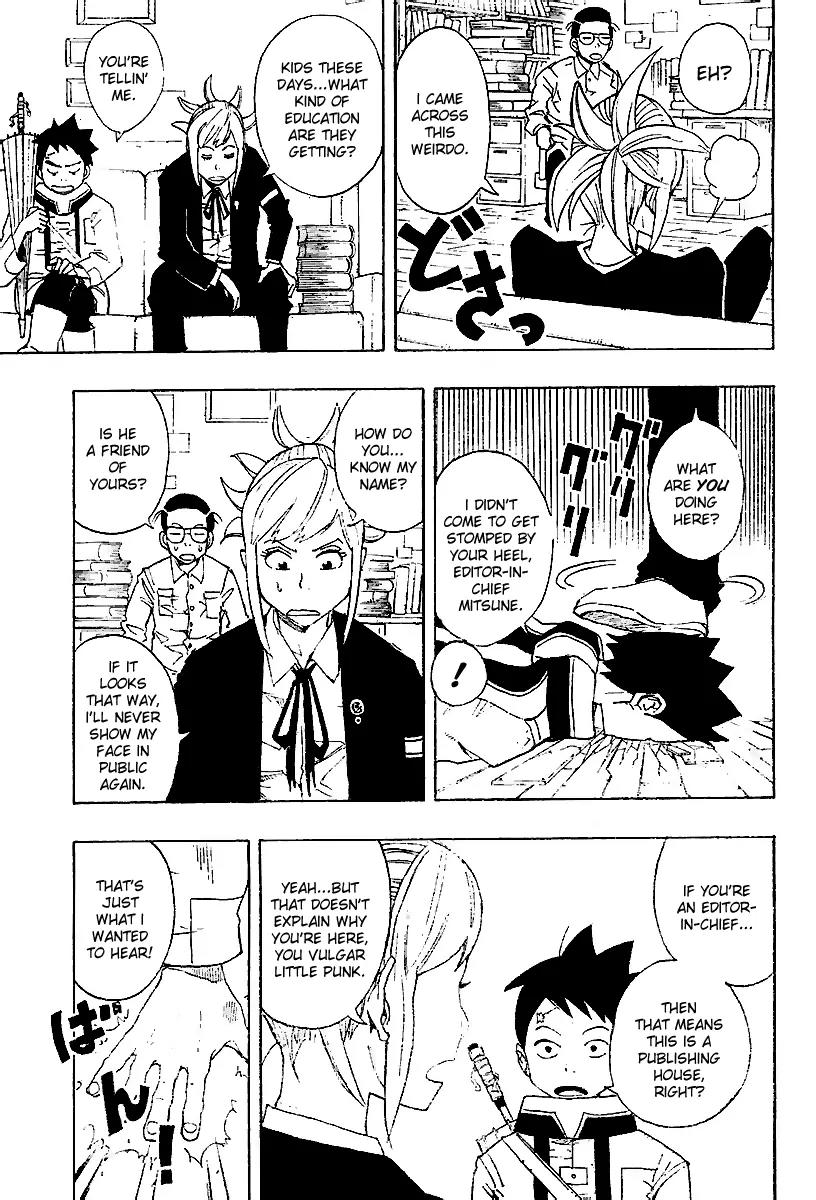 EH?
I CAME
ACROSS
THIS
WEIRDO.
どさっ
KIDS THESE
DAYS...WHAT
KIND OF
EDUCATION
ARE THEY
GETTING?
YOU'RE
TELLIN'
ME.
WHAT
ARE YOU
DOING
HERE?
グリ
グリ
I DIDN'T
COME TO GET
STOMPED BY
YOUR HEEL,
EDITOR-IN-
CHIEF
MITSUNE.
!
HOW DO
YOU...
KNOW MY
NAME?
IS HE
A FRIEND
OF
YOURS?
IF IT
LOOKS
THAT WAY,
I'LL NEVER
SHOW MY
FACE IN
PUBLIC
AGAIN.
IF YOU'RE
AN EDITOR-
IN-CHIEF...
THEN
THAT MEANS
THIS IS A
PUBLISHING
HOUSE,
RIGHT?
YEAH...BUT
THAT DOESN'T
EXPLAIN WHY
YOU'RE HERE,
YOU VULGAR
LITTLE PUNK.
THAT'S
JUST
WHAT I
WANTED
TO HEAR!
ばん!